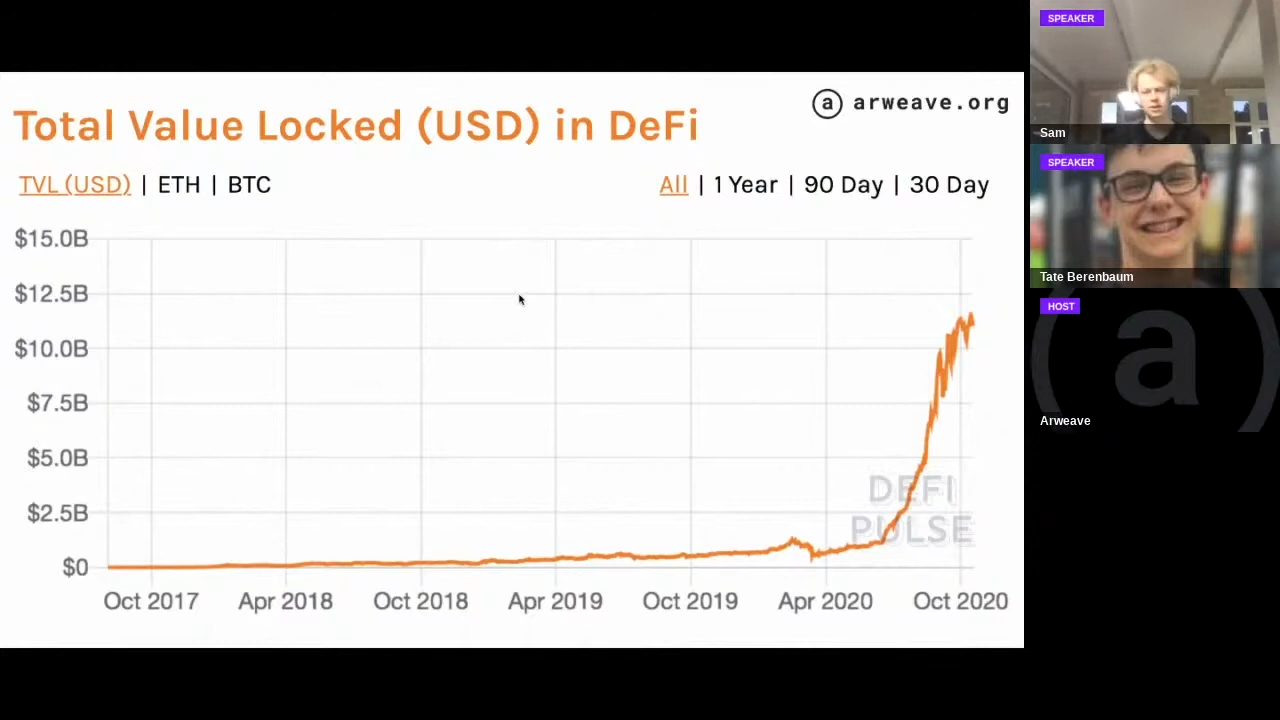 arweave.org
Total Value Locked (USD) in DeFi
TVL (USD) | ETH | BTC
All | 1 Year | 90 Day | 30 Day
$15.0B
$12.5B
$10.0B
$7.5B
$5.0B
$2.5B
$0
DEFI
PULSE
Oct 2017 Apr 2018 Oct 2018 Apr 2019 Oct 2019 Apr 2020 Oct 2020
SPEAKER
Sam
SPEAKER
Tate Berenbaum
HOST
(a)
Arweave